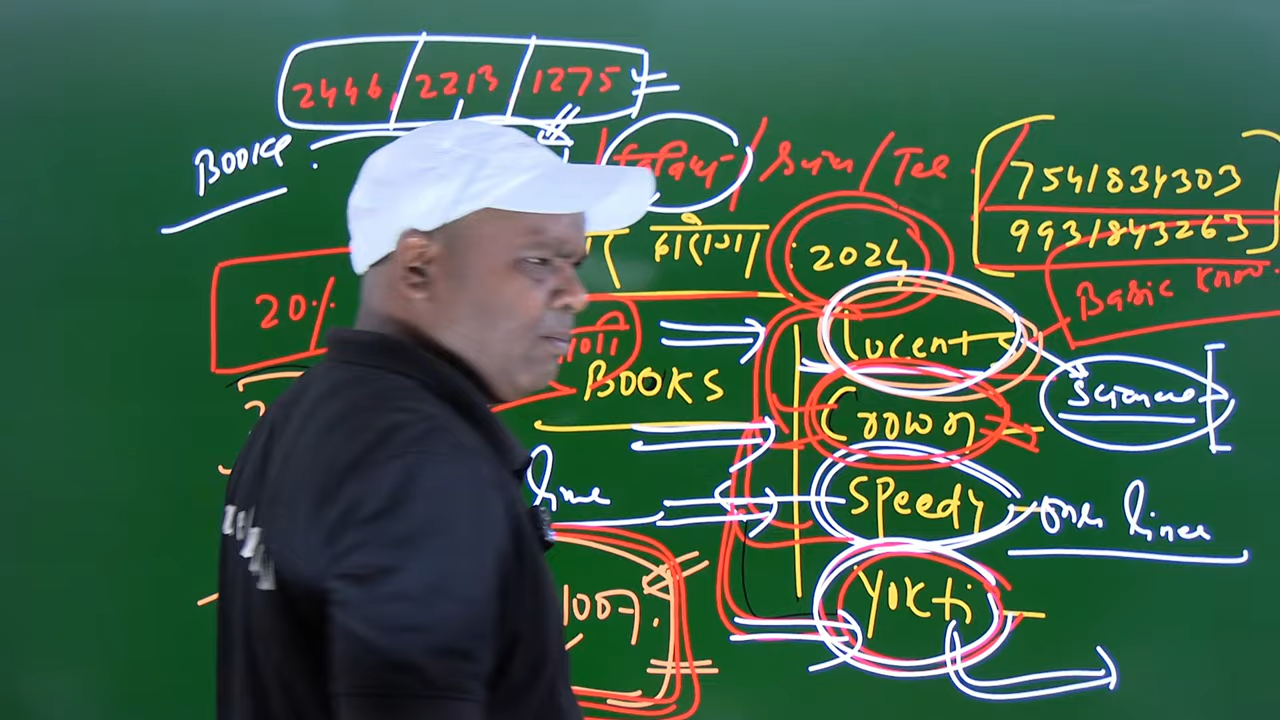 2446, 2213 1275
BOOKS
/ Tel
7541834303
9931843263
2024
Basic Know.
20%
Lucent
Science
BOOKS
Crown
line
Speedy
one liner
Yukti
100%